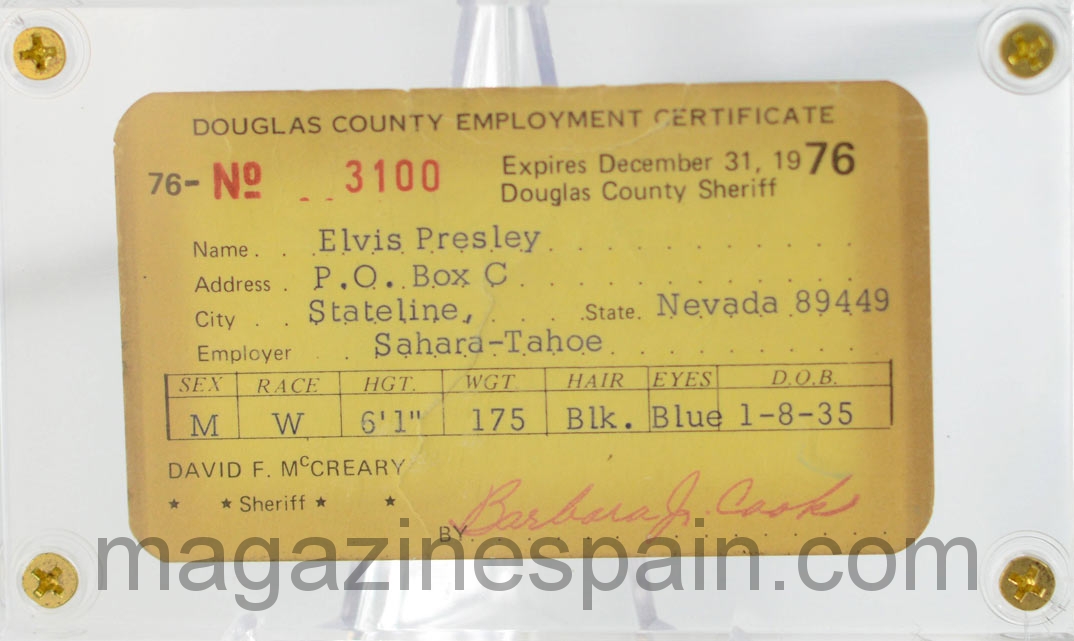 DOUGLAS COUNTY EMPLOYMENT CERTIFICATE
76- Nº 3100 Expires December 31, 1976
Douglas County Sheriff
Name . . Elvis Presley
Address . P.O. Box C
City . . Stateline, State. Nevada 89449
Employer . Sahara-Tahoe
SEX RACE HGT. WGT. HAIR EYES D.O.B.
M W 6'1" 175 Blk. Blue 1-8-35
DAVID F. McCREARY
★ ★ Sheriff ★ ★
BY Barbara J. Cook
magazinespain.com